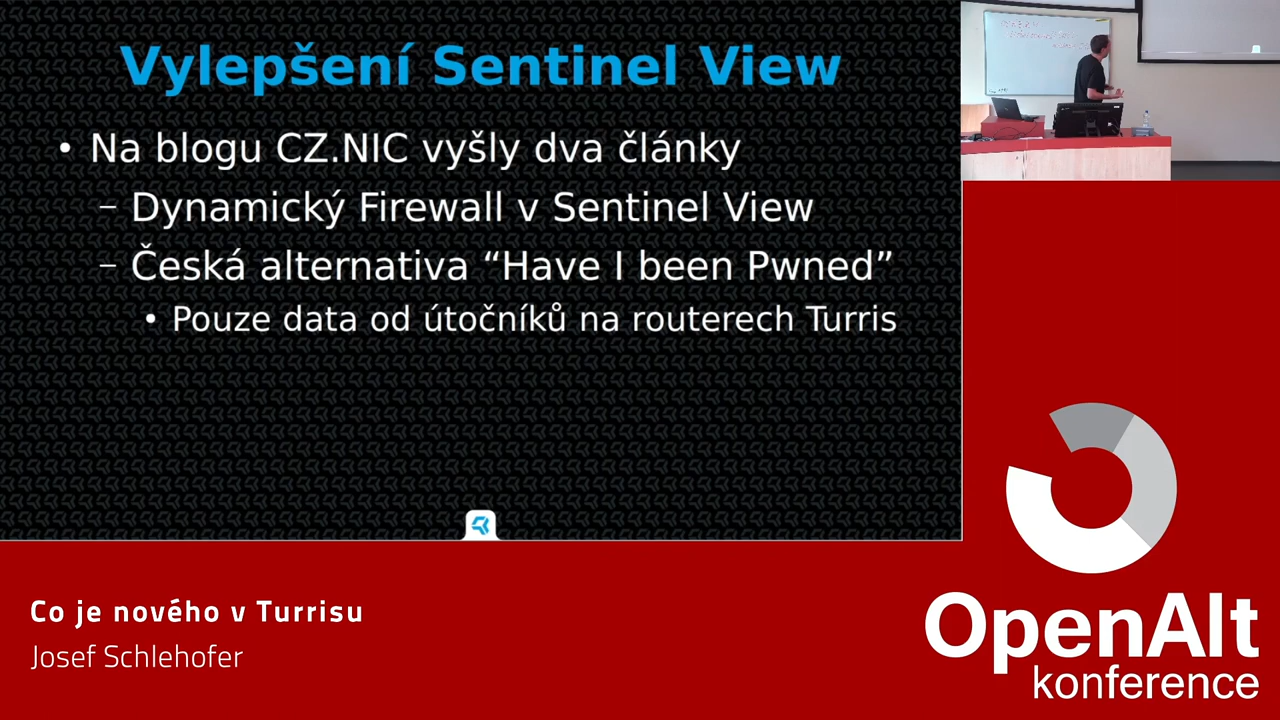 Vylepšení Sentinel View
• Na blogu CZ.NIC vyšly dva články
– Dynamický Firewall v Sentinel View
– Česká alternativa “Have I been Pwned”
• Pouze data od útočníků na routerech Turris
Co je nového v Turrisu
Josef Schlehofer
OpenAlt
konference